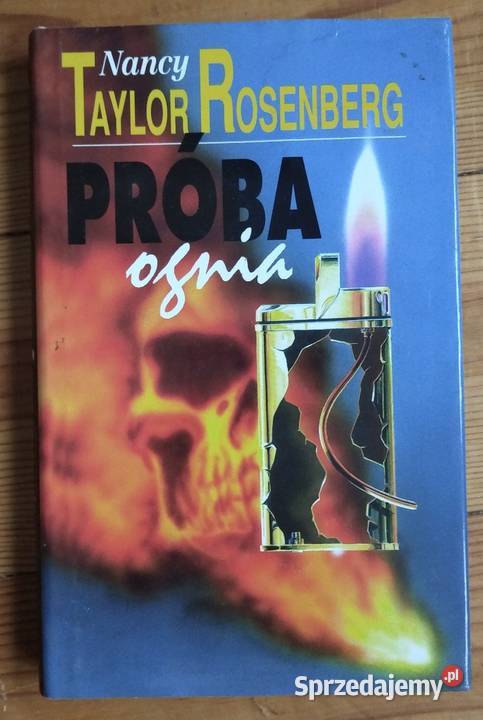 Nancy
TAYLOR ROSENBERG
PRÓBA
ognia
Sprzedajemy.pl